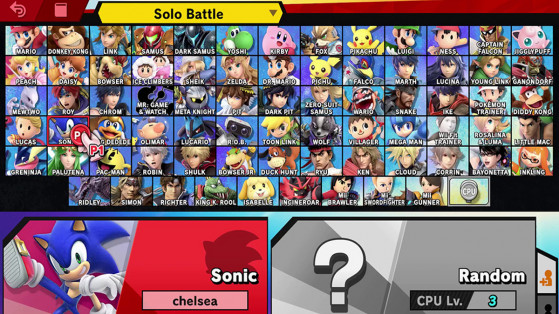 Solo Battle
MARIO DONKEY KONG LINK SAMUS DARK SAMUS YOSHI KIRBY FOX PIKACHU LUIGI NESS CAPTAIN FALCON JIGGLYPUFF
PEACH DAISY BOWSER ICE CLIMBERS SHEIK ZELDA DR. MARIO PICHU FALCO MARTH LUCINA YOUNG LINK GANONDORF
MEWTWO ROY CHROM MR. GAME & WATCH META KNIGHT PIT DARK PIT ZERO SUIT SAMUS WARIO SNAKE IKE POKÉMON TRAINER DIDDY KONG
LUCAS SON DEDEDE OLIMAR LUCARIO R.O.B. TOON LINK WOLF VILLAGER MEGA MAN Wii Fit TRAINER ROSALINA & LUMA LITTLE MAC
P1
GRENINJA PALUTENA PAC-MAN ROBIN SHULK BOWSER JR. DUCK HUNT RYU KEN CLOUD CORRIN BAYONETTA INKLING
RIDLEY SIMON RICHTER KING K. ROOL ISABELLE INCINEROAR Mii BRAWLER Mii SWORDFIGHTER Mii GUNNER CPU
Sonic
chelsea
?
Random
CPU Lv. 3